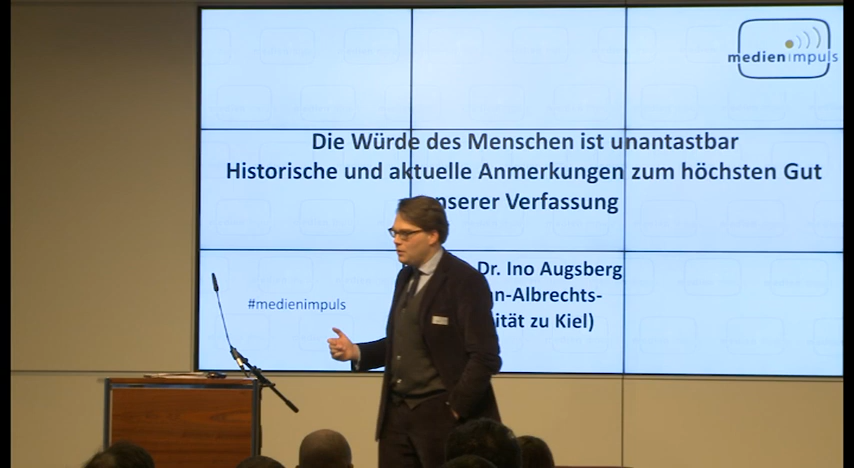 medienimpuls
Die Würde des Menschen ist unantastbar
Historische und aktuelle Anmerkungen zum höchsten Gut
nserer Verfassung
Dr. Ino Augsberg
n-Albrechts-
#medienimpuls
ität zu Kiel)